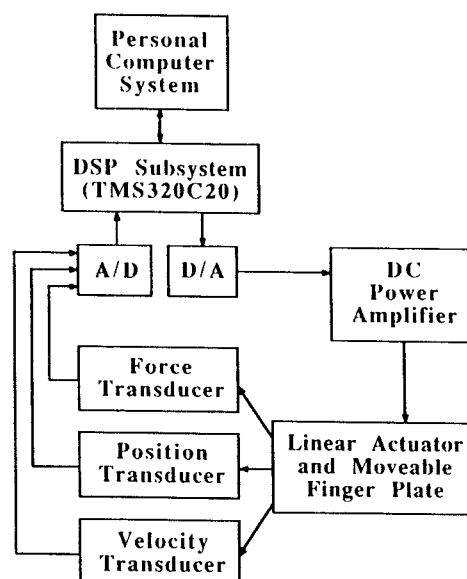 Personal
Computer
System
DSP Subsystem
(TMS320C20)
A/D
D/A
DC
Power
Amplifier
Force
Transducer
Linear Actuator
and Moveable
Finger Plate
Position
Transducer
Velocity
Transducer